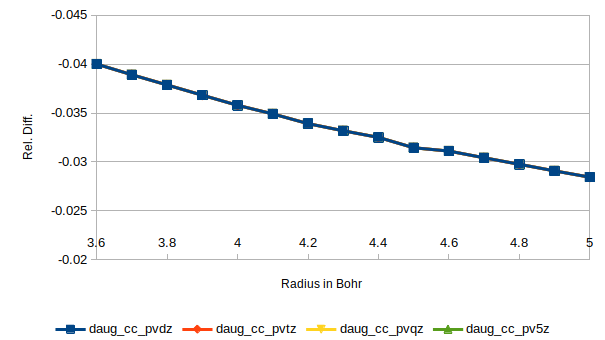 -0.045
-0.04
-0.035
-0.03
-0.025
-0.02
Rel. Diff.
3.6 3.8 4 4.2 4.4 4.6 4.8 5
Radius in Bohr
daug_cc_pvdz daug_cc_pvtz daug_cc_pvqz daug_cc_pv5z